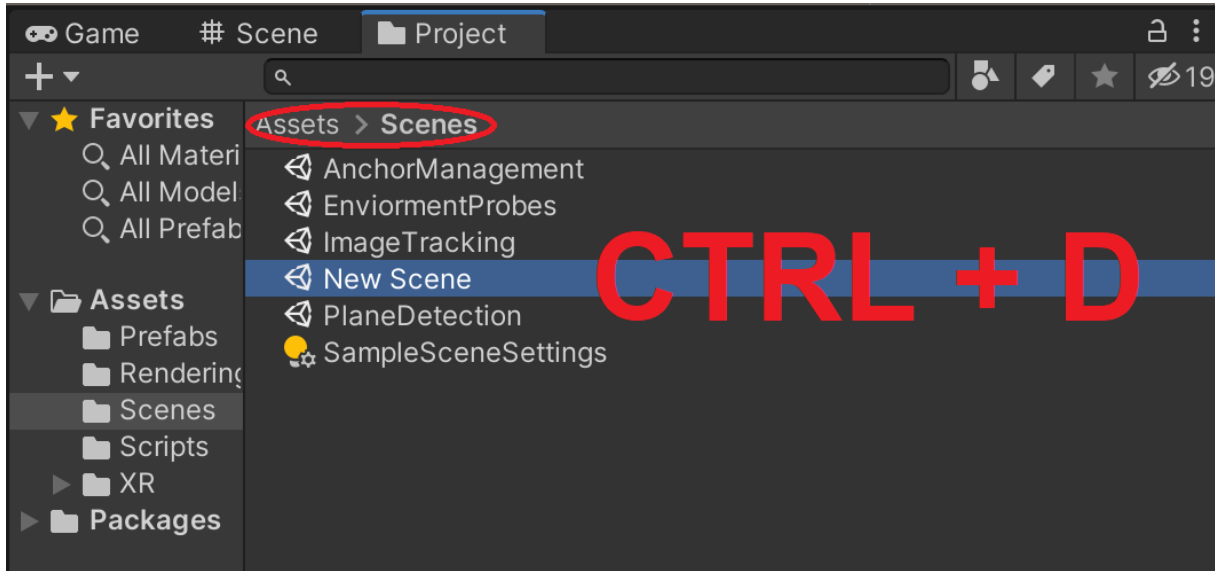 Game
Scene
Project
19
Favorites
All Materi
All Model
All Prefab
Assets
Prefabs
Rendering
Scenes
Scripts
XR
Packages
Assets > Scenes
AnchorManagement
EnviormentProbes
ImageTracking
New Scene
PlaneDetection
SampleSceneSettings
CTRL + D